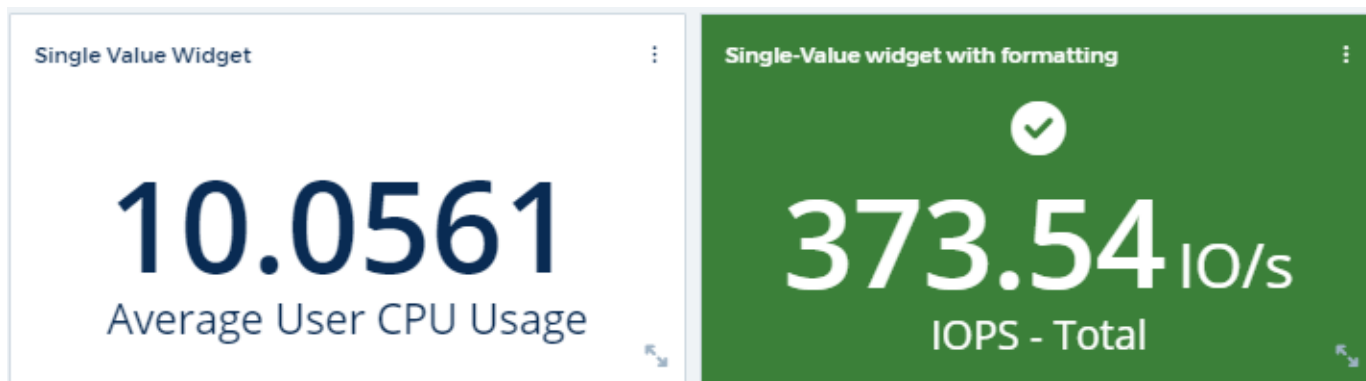 Single Value Widget
10.0561
Average User CPU Usage
Single-Value widget with formatting
373.54 IO/s
IOPS - Total